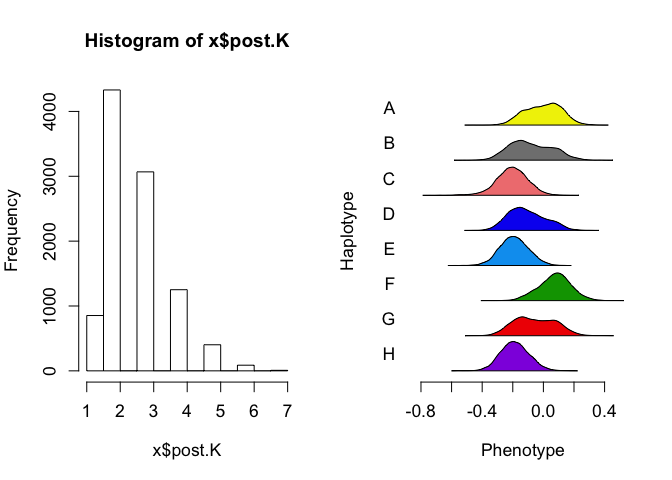 Histogram of x$post.K
Frequency
4000
3000
2000
1000
0
1 2 3 4 5 6 7
x$post.K
Haplotype
A
B
C
D
E
F
G
H
-0.8 -0.4 0.0 0.4
Phenotype